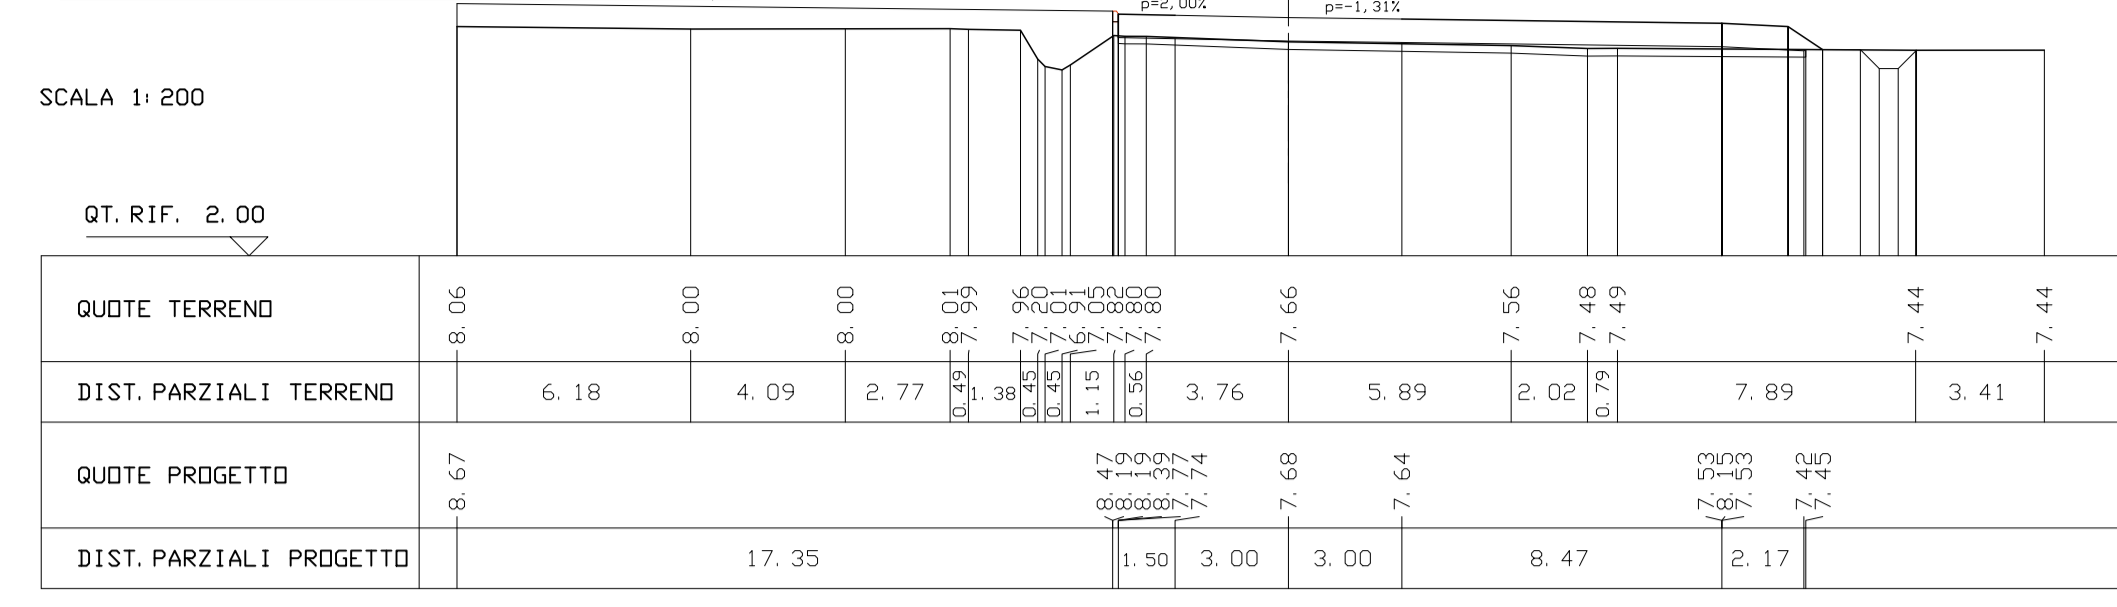 p=2,00%
p=-1,31%
SCALA 1:200
QT.RIF. 2.00
QUOTE TERRENO 8.06 8.00 8.00 8.01 7.99 7.96 7.20 7.01 6.91 7.05 7.82 7.80 7.80 7.66 7.56 7.48 7.49 7.44 7.44
DIST.PARZIALI TERRENO 6.18 4.09 2.77 0.49 1.38 0.45 0.45 1.15 0.56 3.76 5.89 2.02 0.79 7.89 3.41
QUOTE PROGETTO 8.67 8.47 8.19 8.19 8.39 7.77 7.74 7.68 7.64 7.53 8.15 7.53 7.42 7.45
DIST.PARZIALI PROGETTO 17.35 1.50 3.00 3.00 8.47 2.17